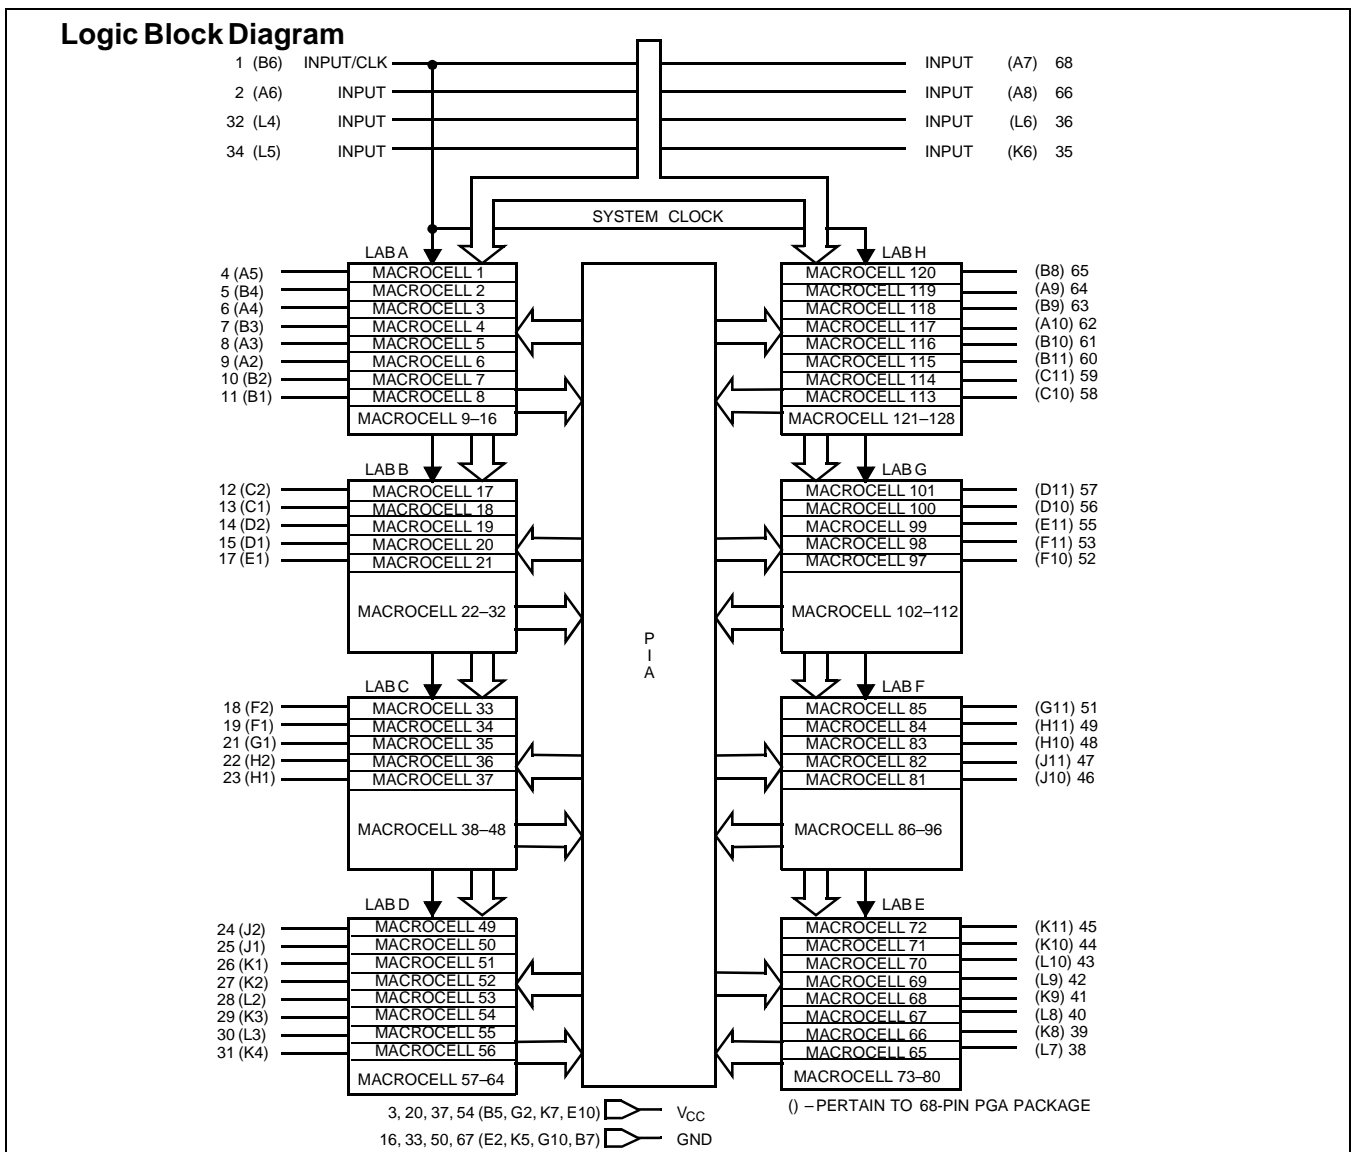 Logic Block Diagram
1 (B6) INPUT/CLK INPUT (A7) 68
2 (A6) INPUT INPUT (A8) 66
32 (L4) INPUT INPUT (L6) 36
34 (L5) INPUT INPUT (K6) 35
SYSTEM CLOCK
LAB A LAB H
4 (A5) MACROCELL 1 MACROCELL 120 (B8) 65
5 (B4) MACROCELL 2 MACROCELL 119 (A9) 64
6 (A4) MACROCELL 3 MACROCELL 118 (B9) 63
7 (B3) MACROCELL 4 MACROCELL 117 (A10) 62
8 (A3) MACROCELL 5 MACROCELL 116 (B10) 61
9 (A2) MACROCELL 6 MACROCELL 115 (B11) 60
10 (B2) MACROCELL 7 MACROCELL 114 (C11) 59
11 (B1) MACROCELL 8 MACROCELL 113 (C10) 58
MACROCELL 9–16 MACROCELL 121–128
LAB B LAB G
12 (C2) MACROCELL 17 MACROCELL 101 (D11) 57
13 (C1) MACROCELL 18 MACROCELL 100 (D10) 56
14 (D2) MACROCELL 19 MACROCELL 99 (E11) 55
15 (D1) MACROCELL 20 MACROCELL 98 (F11) 53
17 (E1) MACROCELL 21 MACROCELL 97 (F10) 52
MACROCELL 22–32 MACROCELL 102–112
P
I
A
LAB C LAB F
18 (F2) MACROCELL 33 MACROCELL 85 (G11) 51
19 (F1) MACROCELL 34 MACROCELL 84 (H11) 49
21 (G1) MACROCELL 35 MACROCELL 83 (H10) 48
22 (H2) MACROCELL 36 MACROCELL 82 (J11) 47
23 (H1) MACROCELL 37 MACROCELL 81 (J10) 46
MACROCELL 38–48 MACROCELL 86–96
LAB D LAB E
24 (J2) MACROCELL 49 MACROCELL 72 (K11) 45
25 (J1) MACROCELL 50 MACROCELL 71 (K10) 44
26 (K1) MACROCELL 51 MACROCELL 70 (L10) 43
27 (K2) MACROCELL 52 MACROCELL 69 (L9) 42
28 (L2) MACROCELL 53 MACROCELL 68 (K9) 41
29 (K3) MACROCELL 54 MACROCELL 67 (L8) 40
30 (L3) MACROCELL 55 MACROCELL 66 (K8) 39
31 (K4) MACROCELL 56 MACROCELL 65 (L7) 38
MACROCELL 57–64 MACROCELL 73–80
3, 20, 37, 54 (B5, G2, K7, E10) VCC () – PERTAIN TO 68-PIN PGA PACKAGE
16, 33, 50, 67 (E2, K5, G10, B7) GND